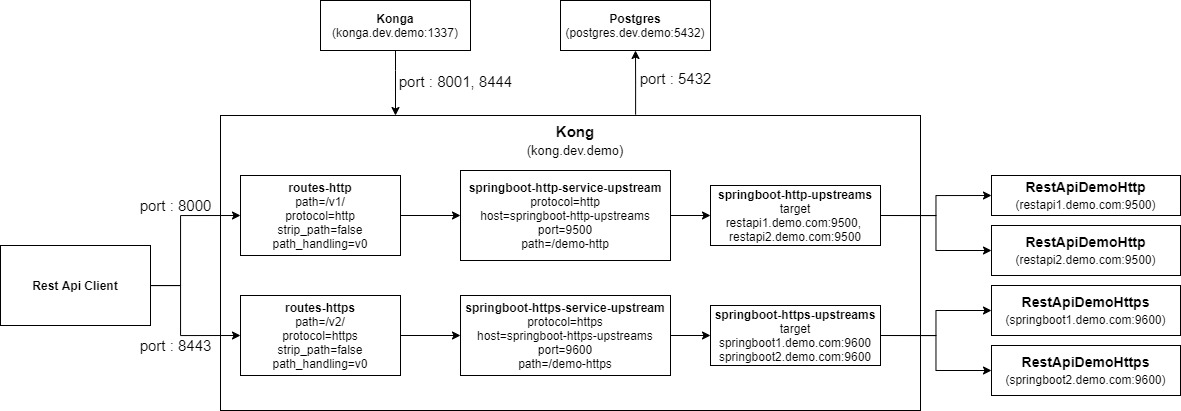 Konga
(konga.dev.demo:1337)
Postgres
(postgres.dev.demo:5432)
port : 8001, 8444
port : 5432
Kong
(kong.dev.demo)
port : 8000
routes-http
path=/v1/
protocol=http
strip_path=false
path_handling=v0
springboot-http-service-upstream
protocol=http
host=springboot-http-upstreams
port=9500
path=/demo-http
springboot-http-upstreams
target
restapi1.demo.com:9500,
restapi2.demo.com:9500
RestApiDemoHttp
(restapi1.demo.com:9500)
RestApiDemoHttp
(restapi2.demo.com:9500)
Rest Api Client
port : 8443
routes-https
path=/v2/
protocol=https
strip_path=false
path_handling=v0
springboot-https-service-upstream
protocol=https
host=springboot-https-upstreams
port=9600
path=/demo-https
springboot-https-upstreams
target
springboot1.demo.com:9600
springboot2.demo.com:9600
RestApiDemoHttps
(springboot1.demo.com:9600)
RestApiDemoHttps
(springboot2.demo.com:9600)